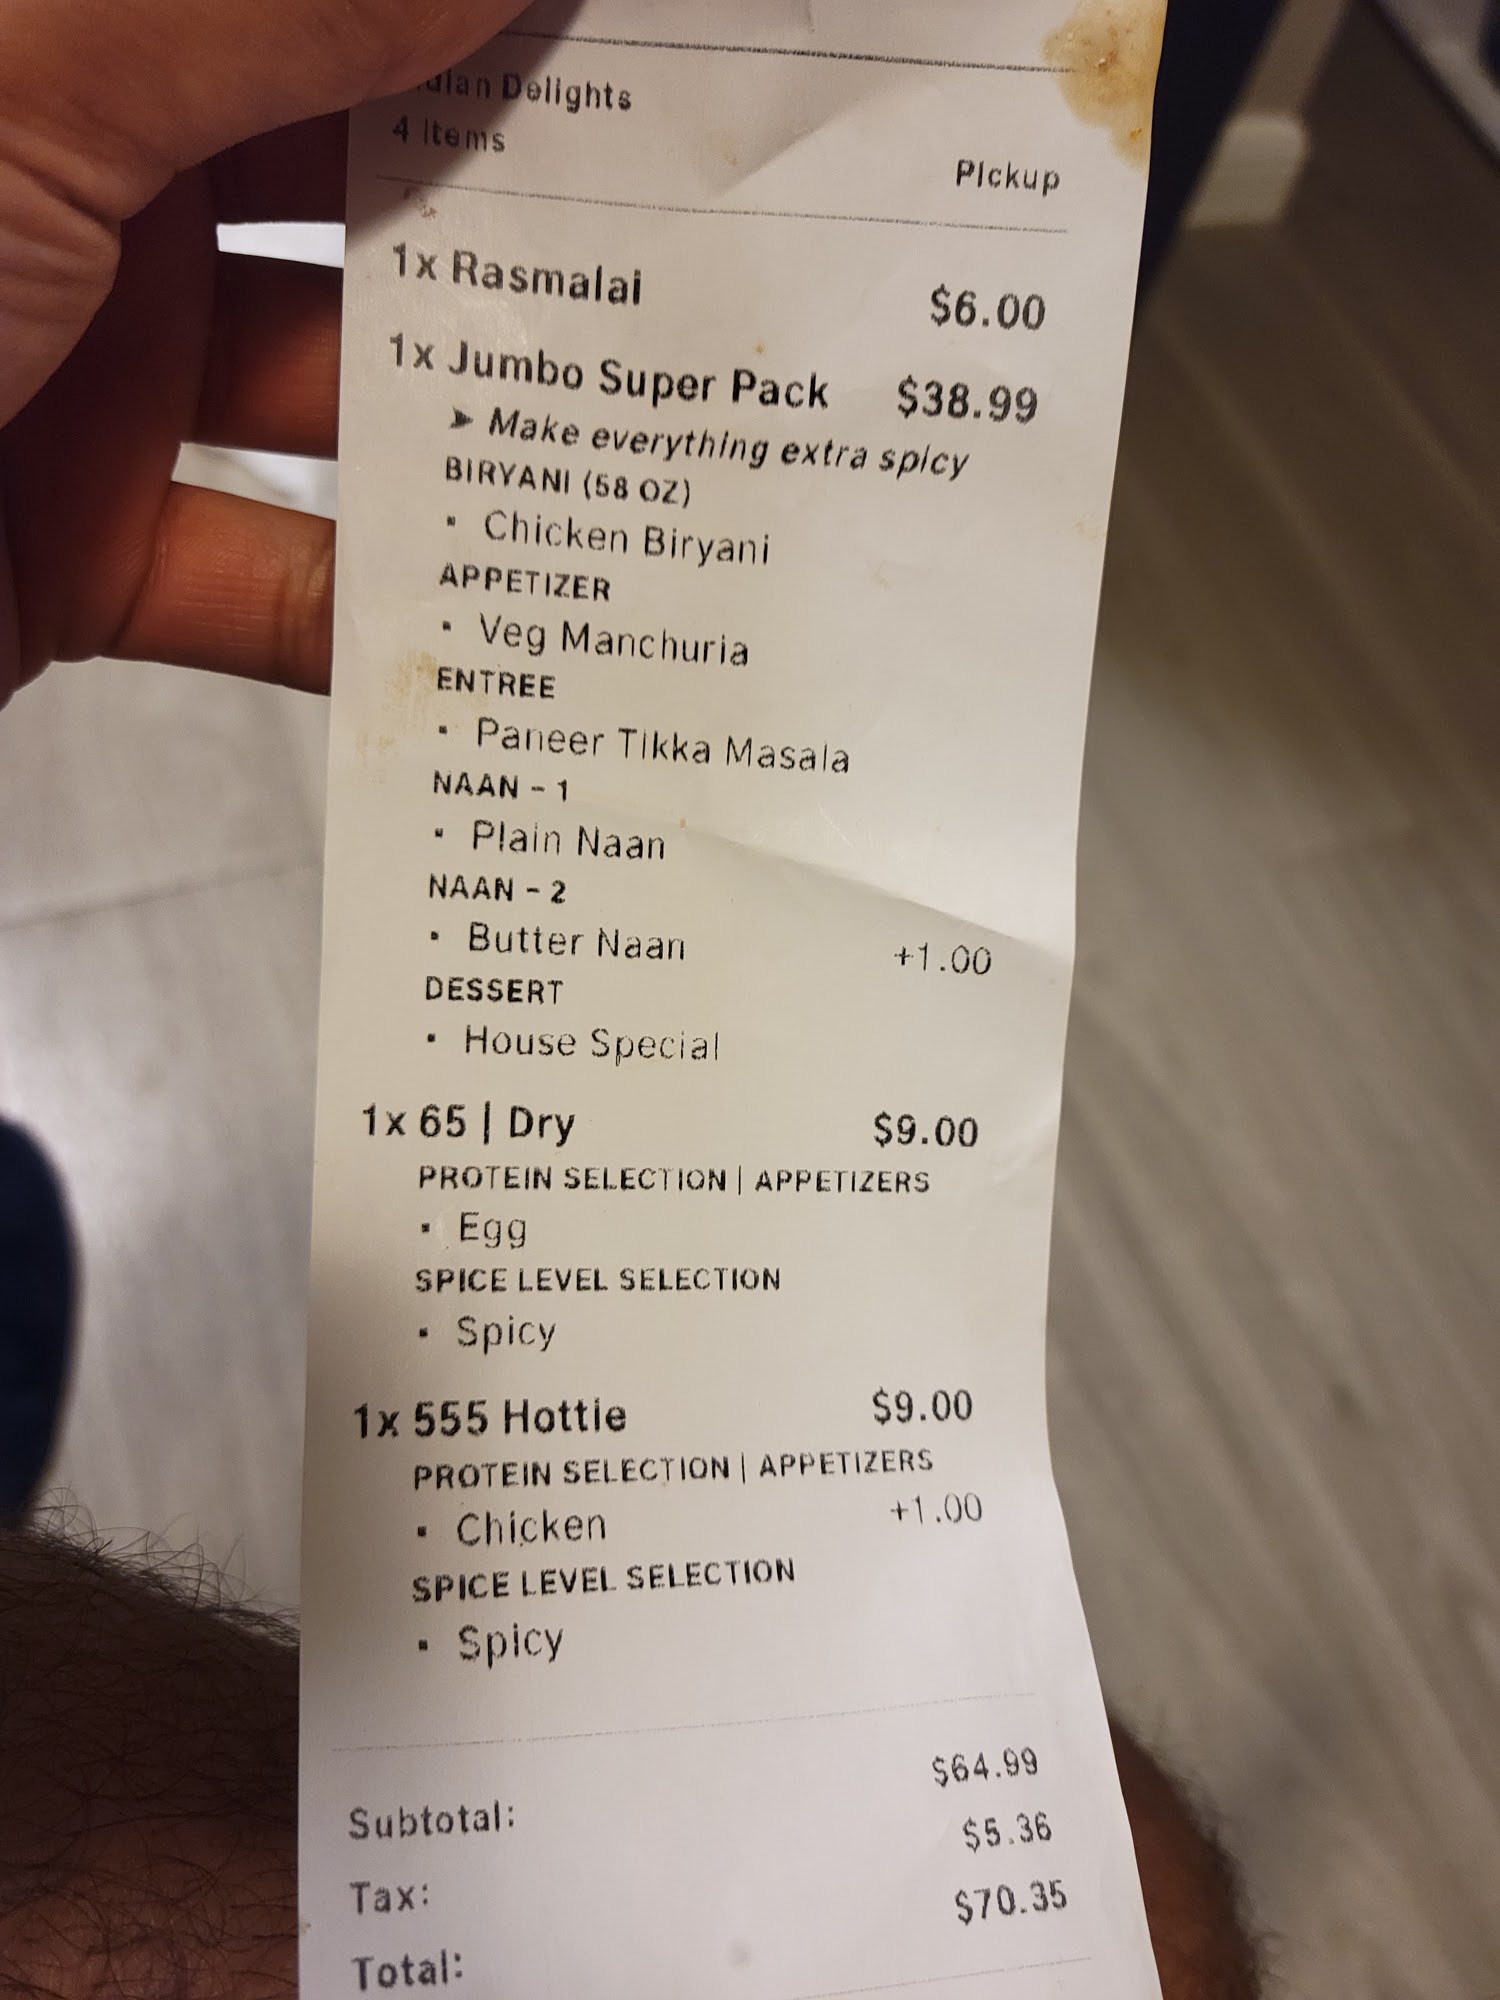 Delights
4 Items
Pickup
1x Rasmalai $6.00
1x Jumbo Super Pack $38.99
➤ Make everything extra spicy
BIRYANI (58 OZ)
▪ Chicken Biryani
APPETIZER
▪ Veg Manchuria
ENTREE
▪ Paneer Tikka Masala
NAAN - 1
▪ Plain Naan
NAAN - 2
▪ Butter Naan +1.00
DESSERT
▪ House Special
1x 65 | Dry $9.00
PROTEIN SELECTION | APPETIZERS
▪ Egg
SPICE LEVEL SELECTION
▪ Spicy
1x 555 Hottie $9.00
PROTEIN SELECTION | APPETIZERS
▪ Chicken +1.00
SPICE LEVEL SELECTION
▪ Spicy
Subtotal: $64.99
Tax: $5.36
Total: $70.35